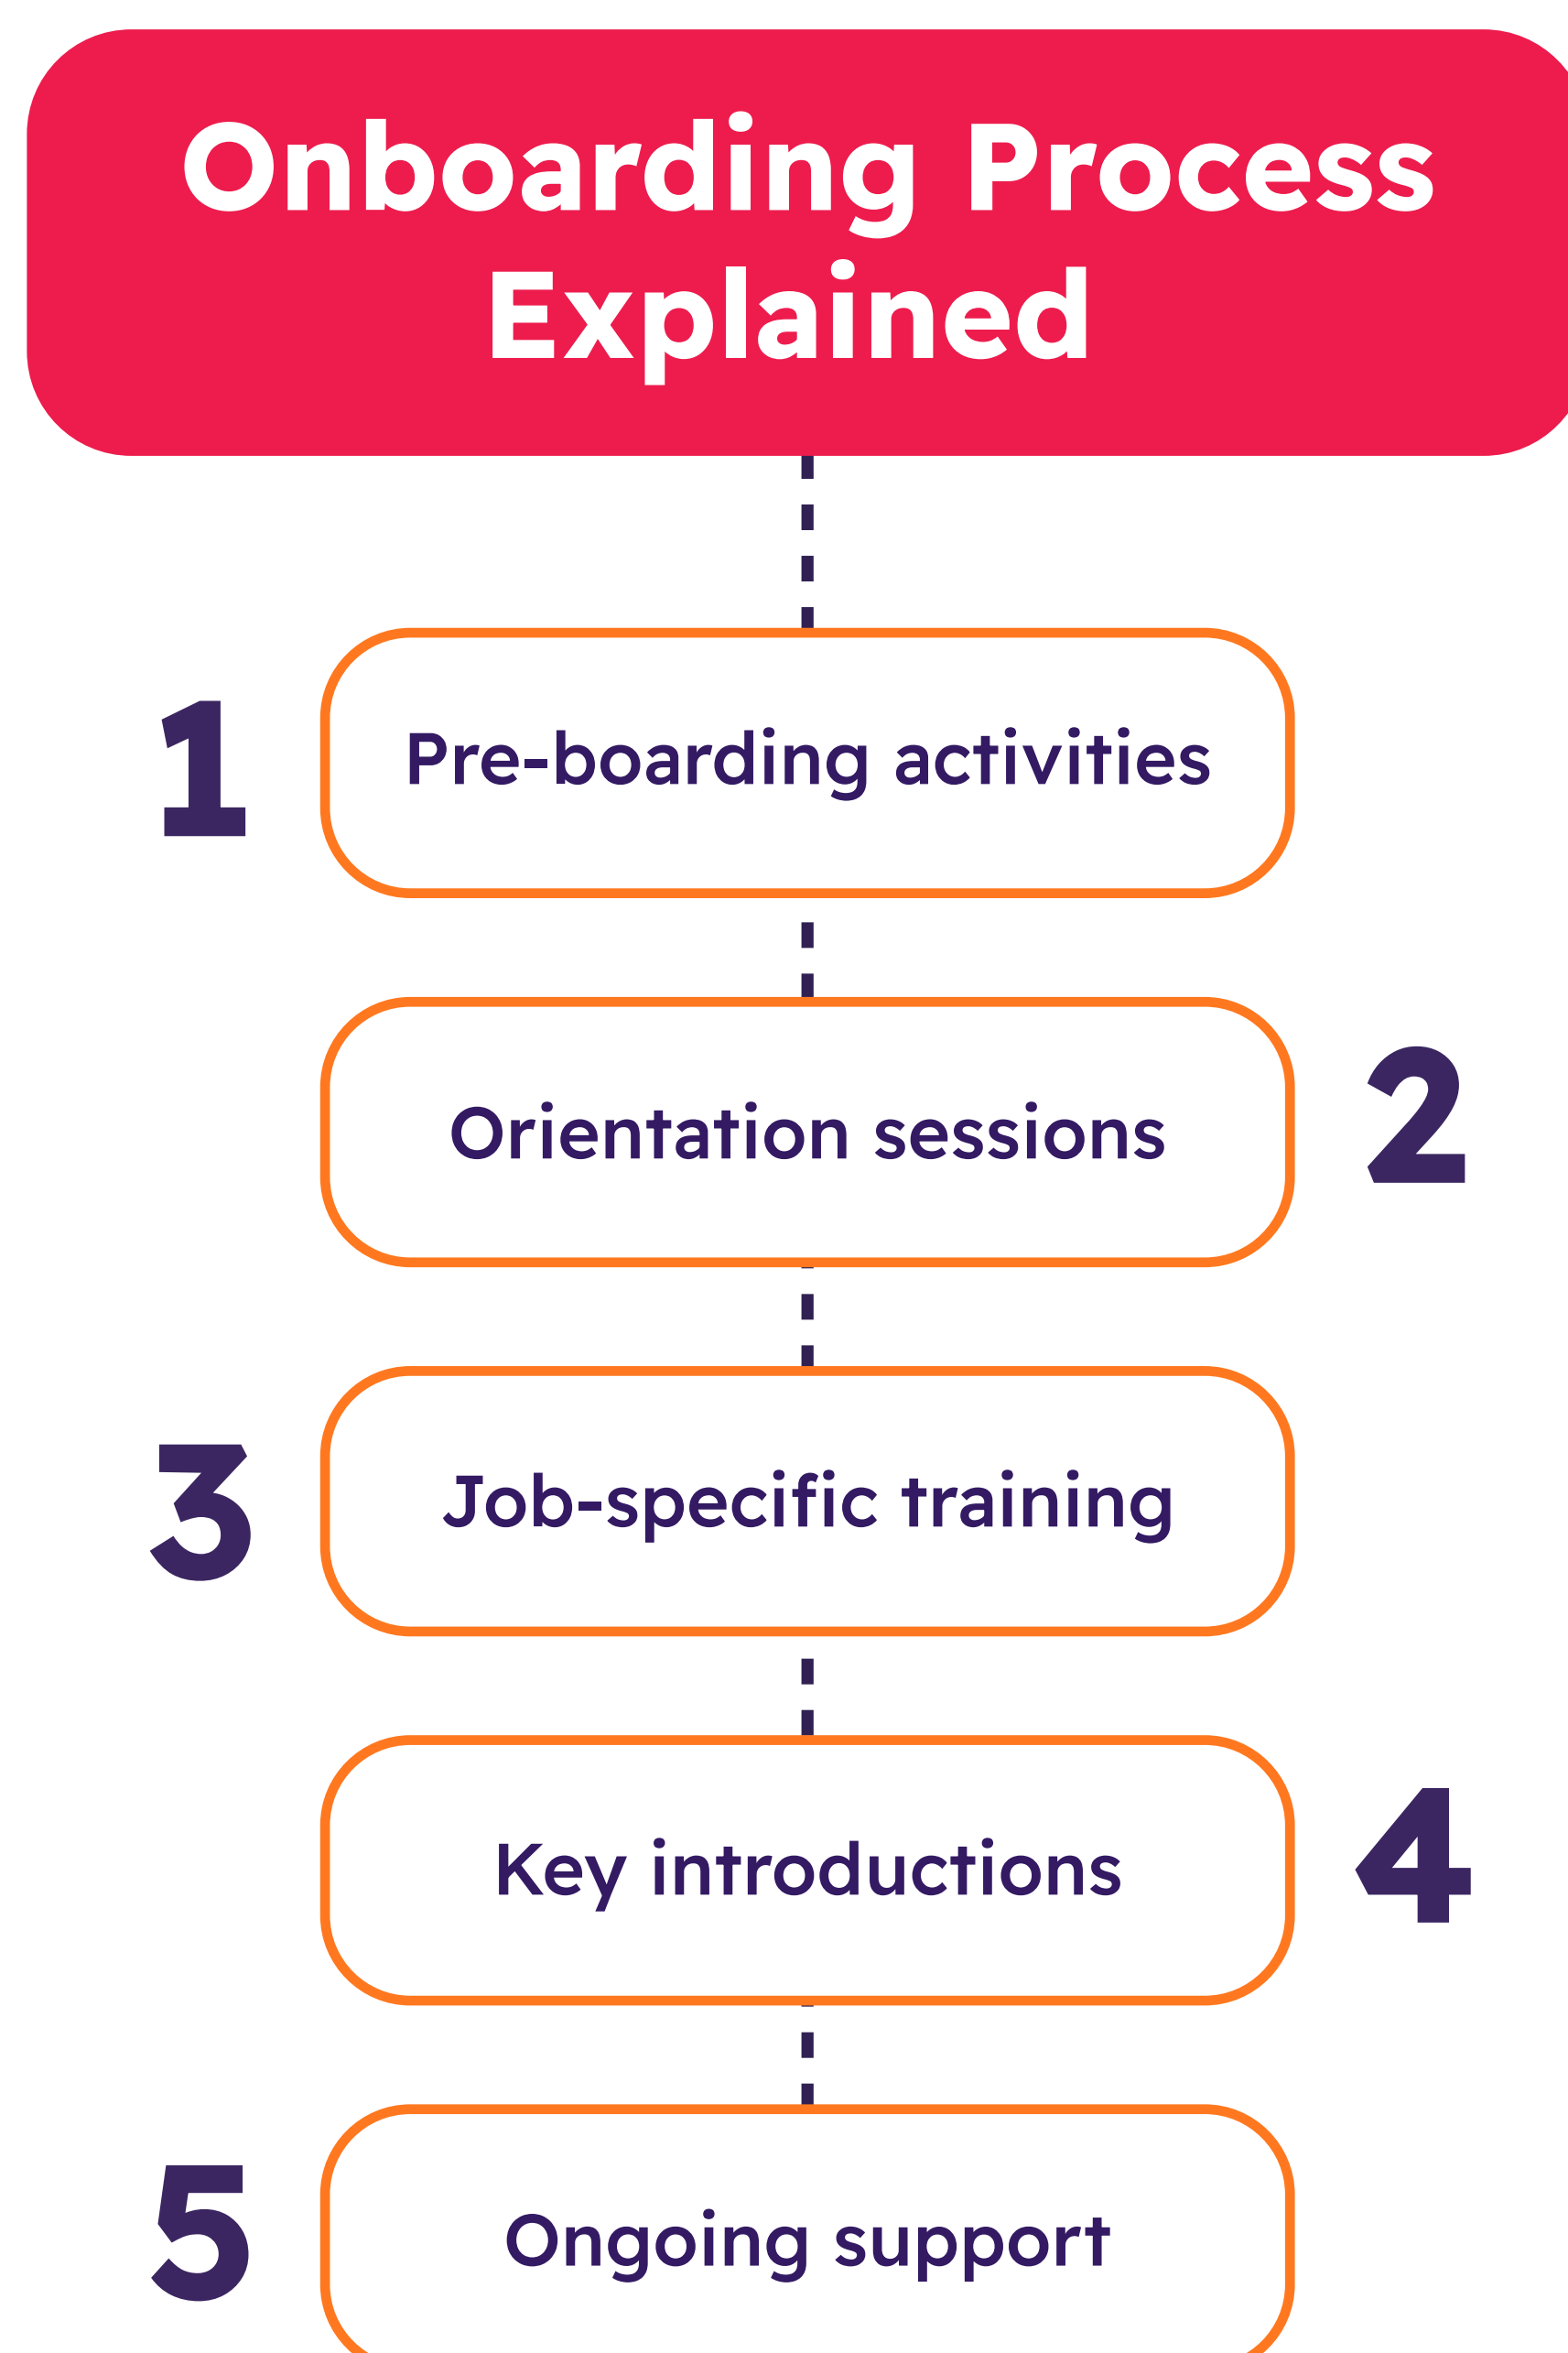 Onboarding Process
Explained
1
Pre-boarding activities
Orientation sessions
2
3
Job-specific training
Key introductions
4
5
Ongoing support